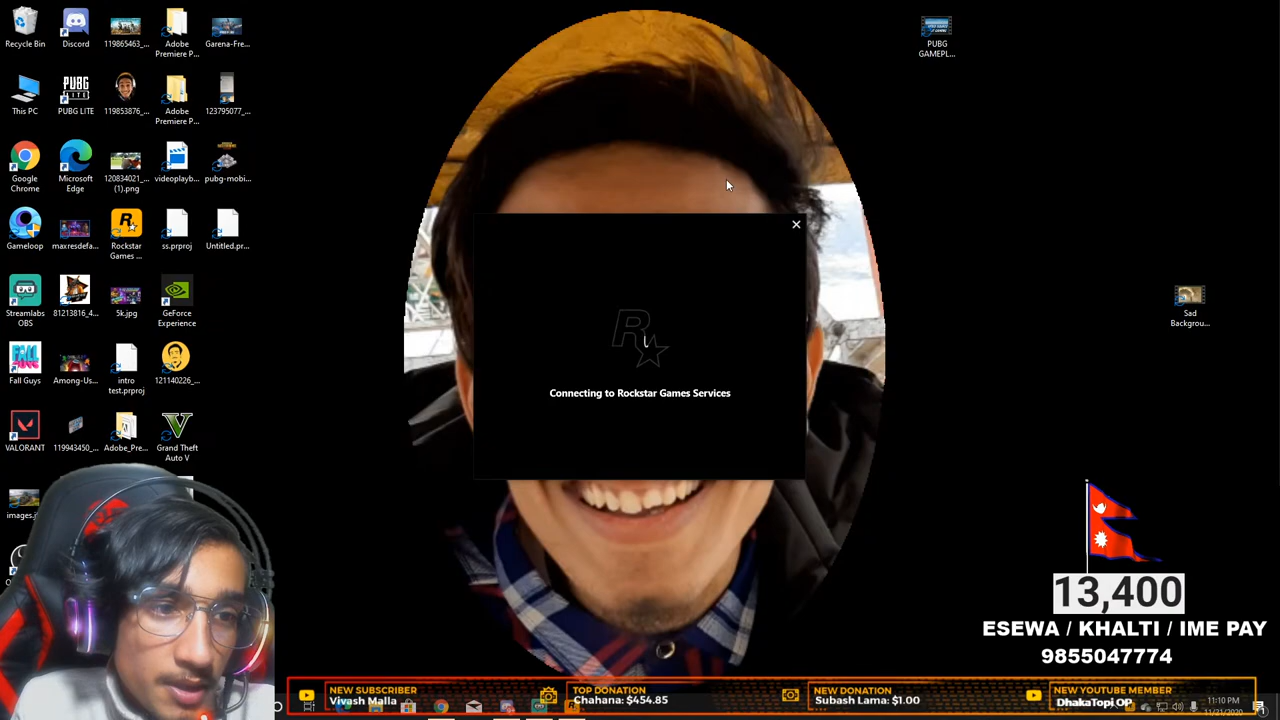 Recycle Bin
Discord
119865463_...
Adobe
Premiere P...
Garena-Fre...
This PC
PUBG LITE
119853876_...
Adobe
Premiere P...
123795077_...
Google
Chrome
Microsoft
Edge
120834021_...
(1).png
videoplayb...
pubg-mobi...
Gameloop
maxresdefa...
Rockstar
Games ...
ss.prproj
Untitled.pr...
Streamlabs
OBS
81213816_4...
5k.jpg
GeForce
Experience
Fall Guys
Among-Us...
intro
test.prproj
121140226_...
VALORANT
119943450_...
Adobe_Pre...
Grand Theft
Auto V
PUBG
GAMEPL...
Sad
Backgrou...
Connecting to Rockstar Games Services
13,400
ESEWA / KHALTI / IME PAY
9855047774
NEW SUBSCRIBER
Vivash Malla
TOP DONATION
Chahana: $454.85
NEW DONATION
Subash Lama: $1.00
NEW YOUTUBE MEMBER
DhakaTopi OP
11:10 PM
11/21/2020